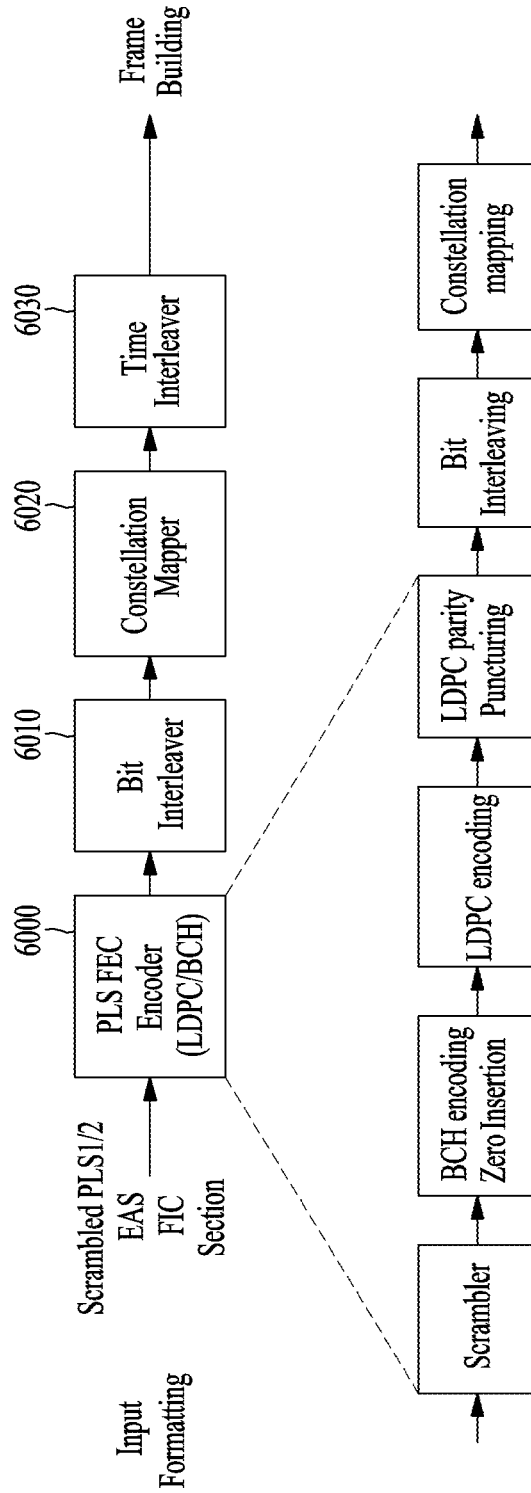 Input
Formatting
Scrambled PLS1/2
EAS
FIC
Section
6000
PLS FEC
Encoder
(LDPC/BCH)
6010
Bit
Interleaver
6020
Constellation
Mapper
6030
Time
Interleaver
Frame
Building
Scrambler
BCH encoding
Zero Insertion
LDPC encoding
LDPC parity
Puncturing
Bit
Interleaving
Constellation
mapping